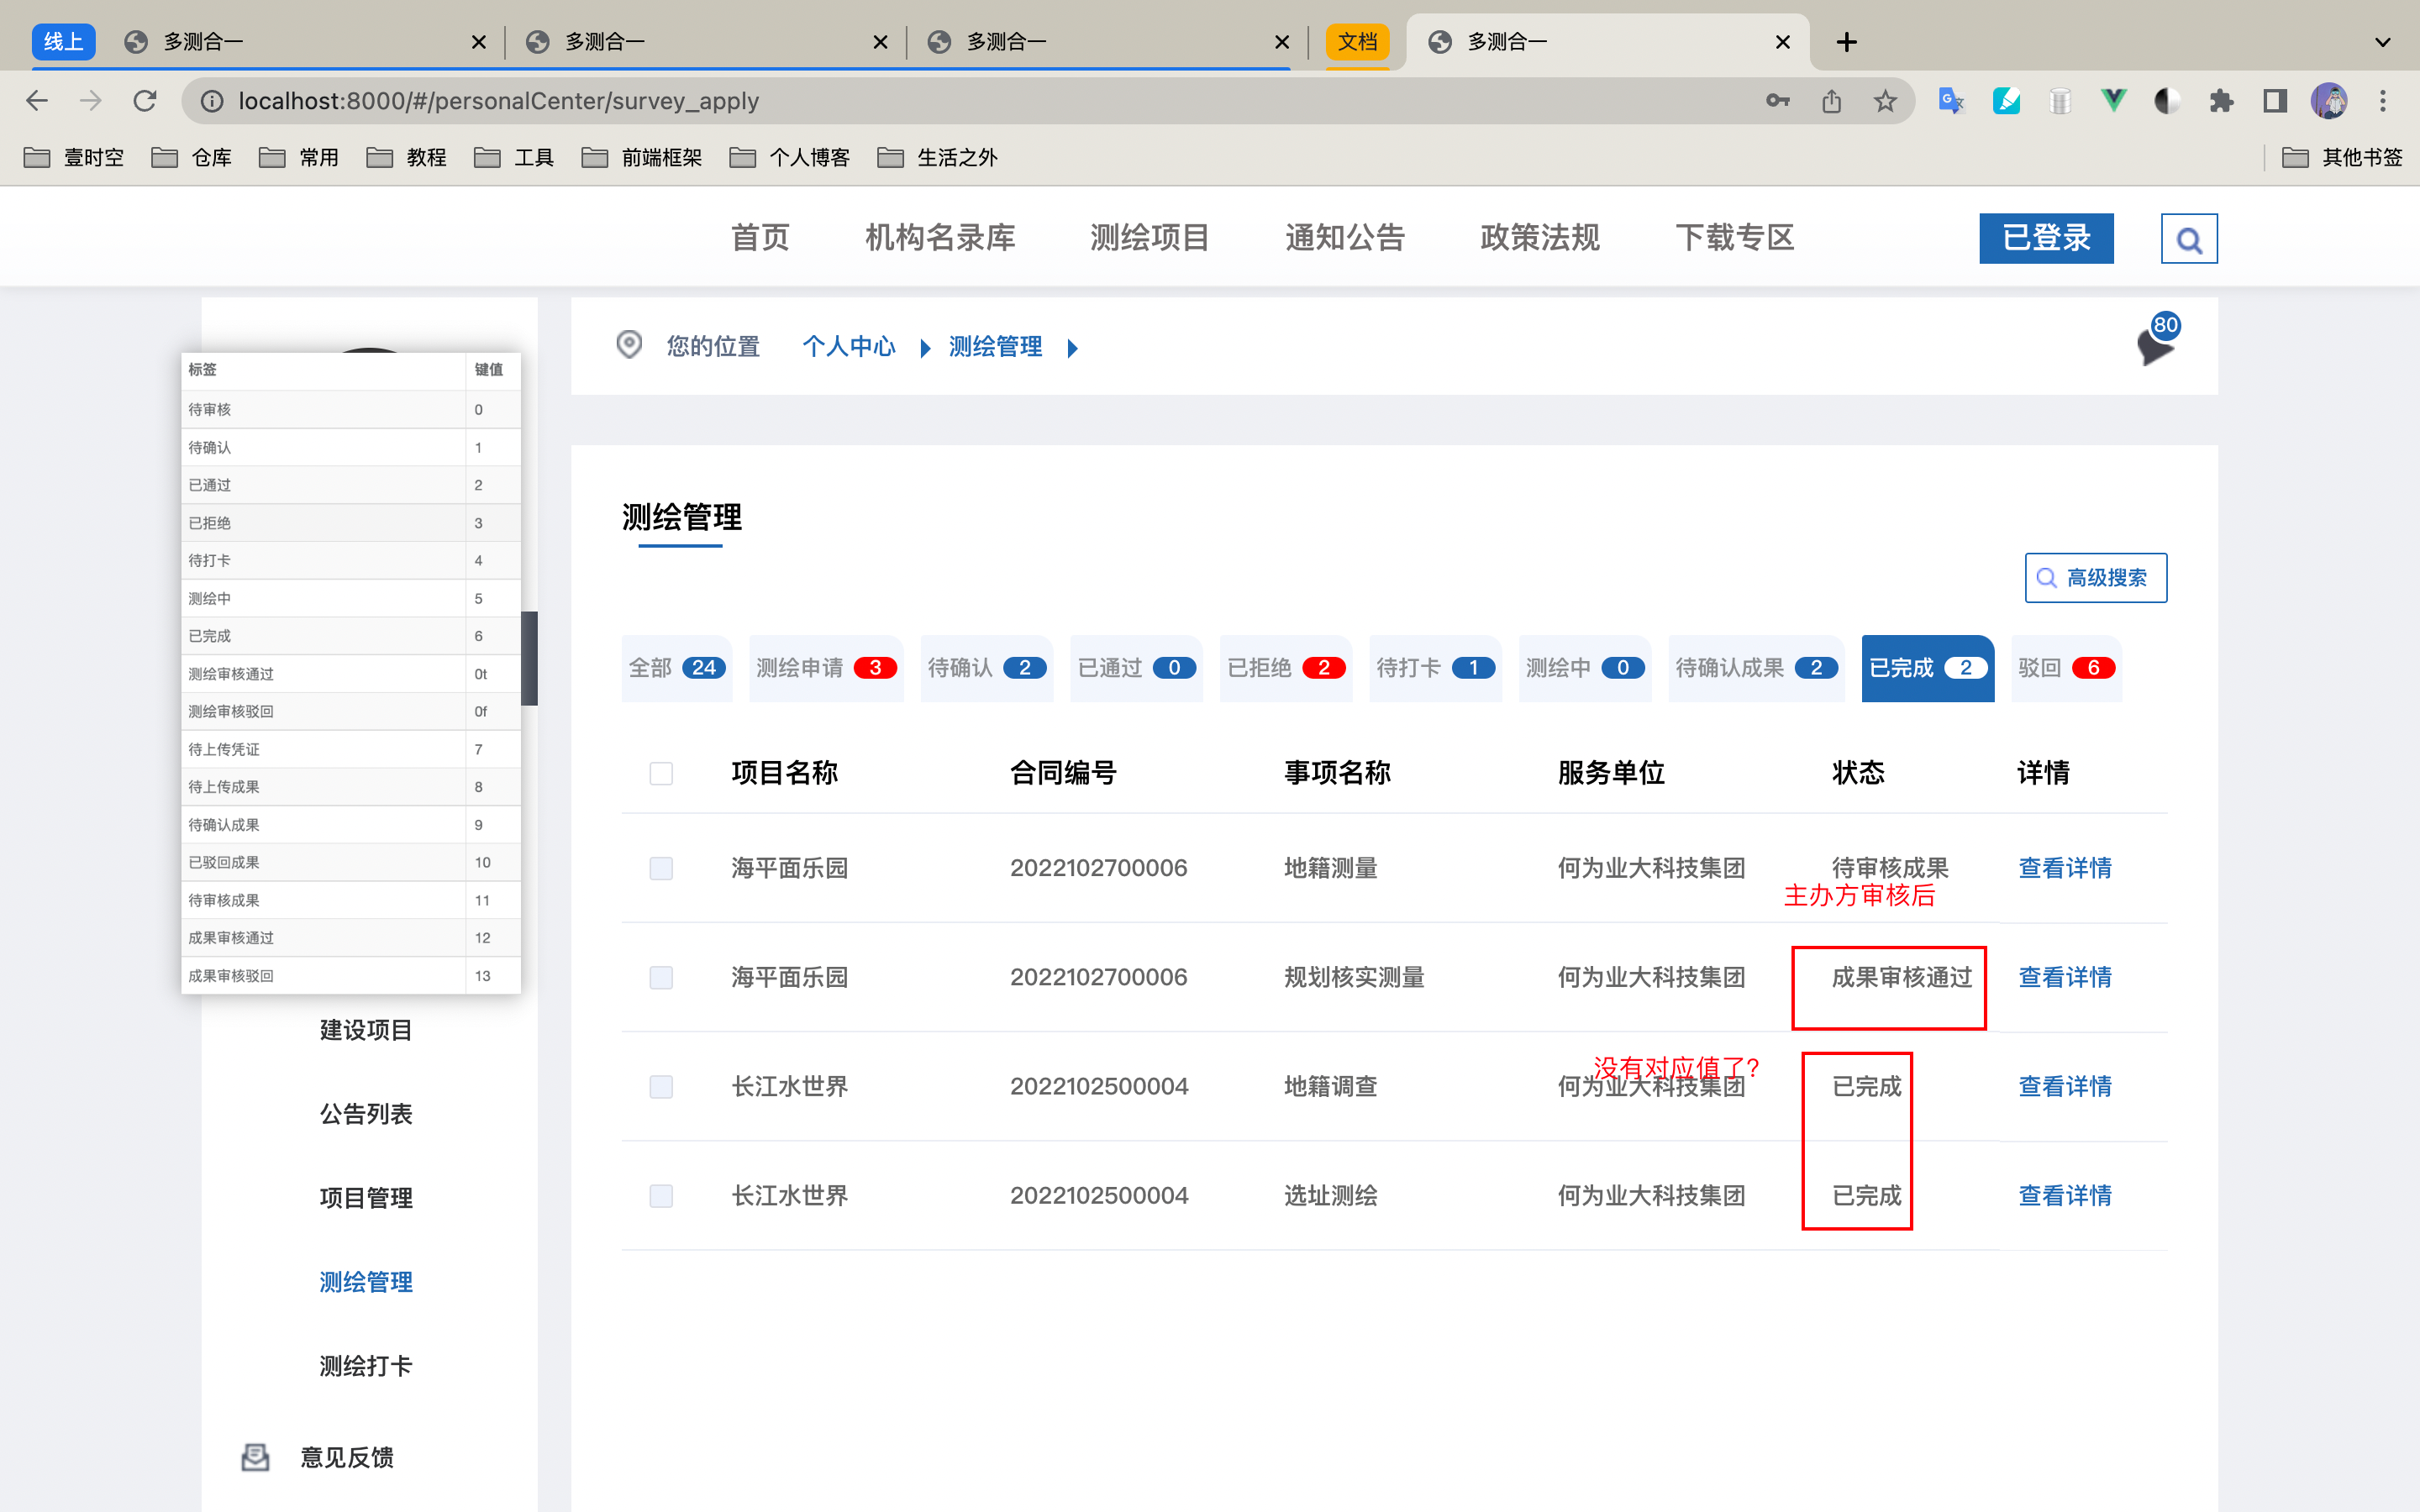 线上
多测合一
多测合一
多测合一
文档
多测合一
localhost:8000/#/personalCenter/survey_apply
壹时空
仓库
常用
教程
工具
前端框架
个人博客
生活之外
其他书签
首页
机构名录库
测绘项目
通知公告
政策法规
下载专区
已登录
您的位置
个人中心
测绘管理
80
标签 键值
待审核 0
待确认 1
已通过 2
已拒绝 3
待打卡 4
测绘中 5
已完成 6
测绘审核通过 0t
测绘审核驳回 0f
待上传凭证 7
待上传成果 8
待确认成果 9
已驳回成果 10
待审核成果 11
成果审核通过 12
成果审核驳回 13
建设项目
公告列表
项目管理
测绘管理
测绘打卡
意见反馈
测绘管理
高级搜索
全部 24
测绘申请 3
待确认 2
已通过 0
已拒绝 2
待打卡 1
测绘中 0
待确认成果 2
已完成 2
驳回 6
项目名称 合同编号 事项名称 服务单位 状态 详情
海平面乐园 2022102700006 地籍测量 何为业大科技集团 待审核成果 查看详情
主办方审核后
海平面乐园 2022102700006 规划核实测量 何为业大科技集团 成果审核通过 查看详情
没有对应值了?
长江水世界 2022102500004 地籍调查 何为业大科技集团 已完成 查看详情
长江水世界 2022102500004 选址测绘 何为业大科技集团 已完成 查看详情